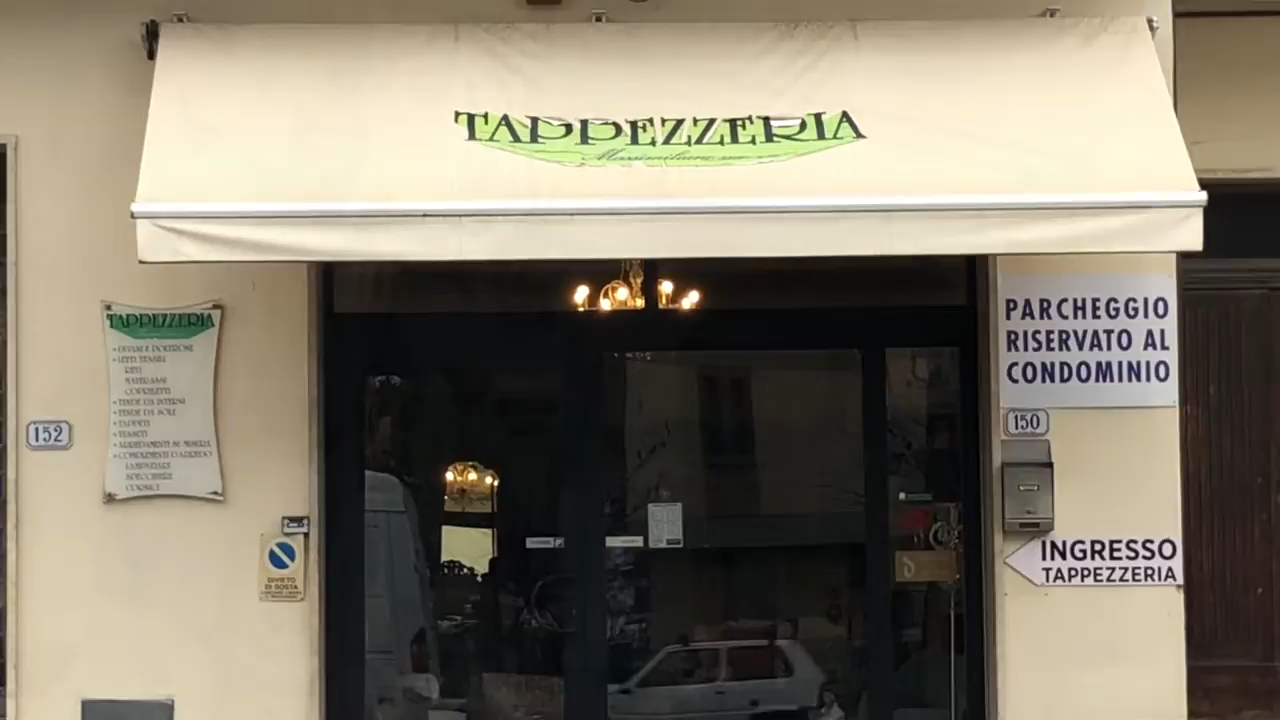 TAPPEZZERIA
Massimiliano
TAPPEZZERIA
DIVANI E POLTRONE
LETTI TESSILI
RETI
MATERASSI
COPRILETTI
TENDE DA INTERNI
TENDE DA SOLE
TAPPETI
TESSUTI
ARREDAMENTI SU MISURA
COMPLEMENTI D'ARREDO
LAMPADARI
SPECCHIERE
CORNICI
152
DIVIETO
DI SOSTA
PARCHEGGIO
RISERVATO AL
CONDOMINIO
150
INGRESSO
TAPPEZZERIA